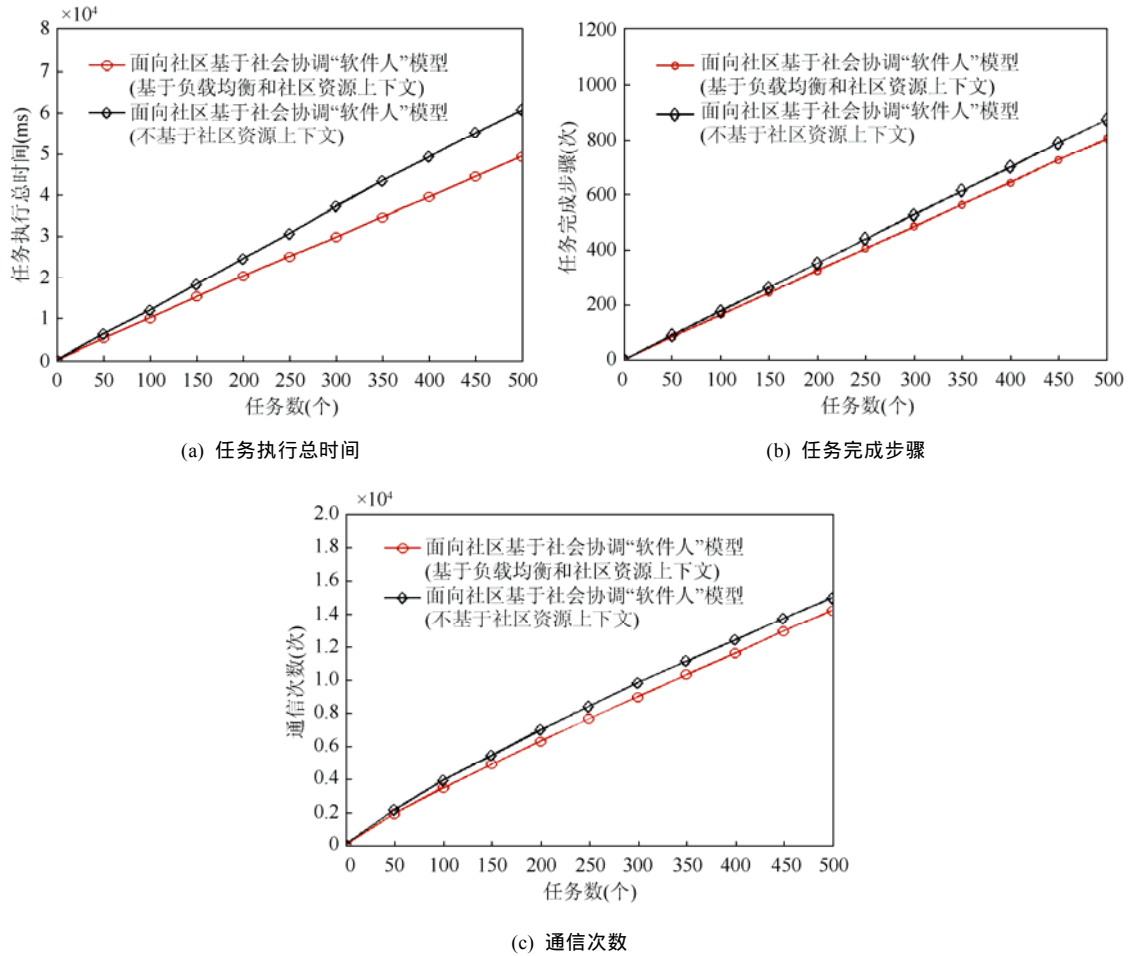 ×10⁴
8
7
6
5
4
3
2
1
0
任务执行总时间(ms)
面向社区基于社会协调“软件人”模型
(基于负载均衡和社区资源上下文)
面向社区基于社会协调“软件人”模型
(不基于社区资源上下文)
0 50 100 150 200 250 300 350 400 450 500
任务数(个)
(a) 任务执行总时间
1200
1000
800
600
400
200
0
任务完成步骤(次)
面向社区基于社会协调“软件人”模型
(基于负载均衡和社区资源上下文)
面向社区基于社会协调“软件人”模型
(不基于社区资源上下文)
0 50 100 150 200 250 300 350 400 450 500
任务数(个)
(b) 任务完成步骤
×10⁴
2.0
1.8
1.6
1.4
1.2
1.0
0.8
0.6
0.4
0.2
0
通信次数(次)
面向社区基于社会协调“软件人”模型
(基于负载均衡和社区资源上下文)
面向社区基于社会协调“软件人”模型
(不基于社区资源上下文)
0 50 100 150 200 250 300 350 400 450 500
任务数(个)
(c) 通信次数